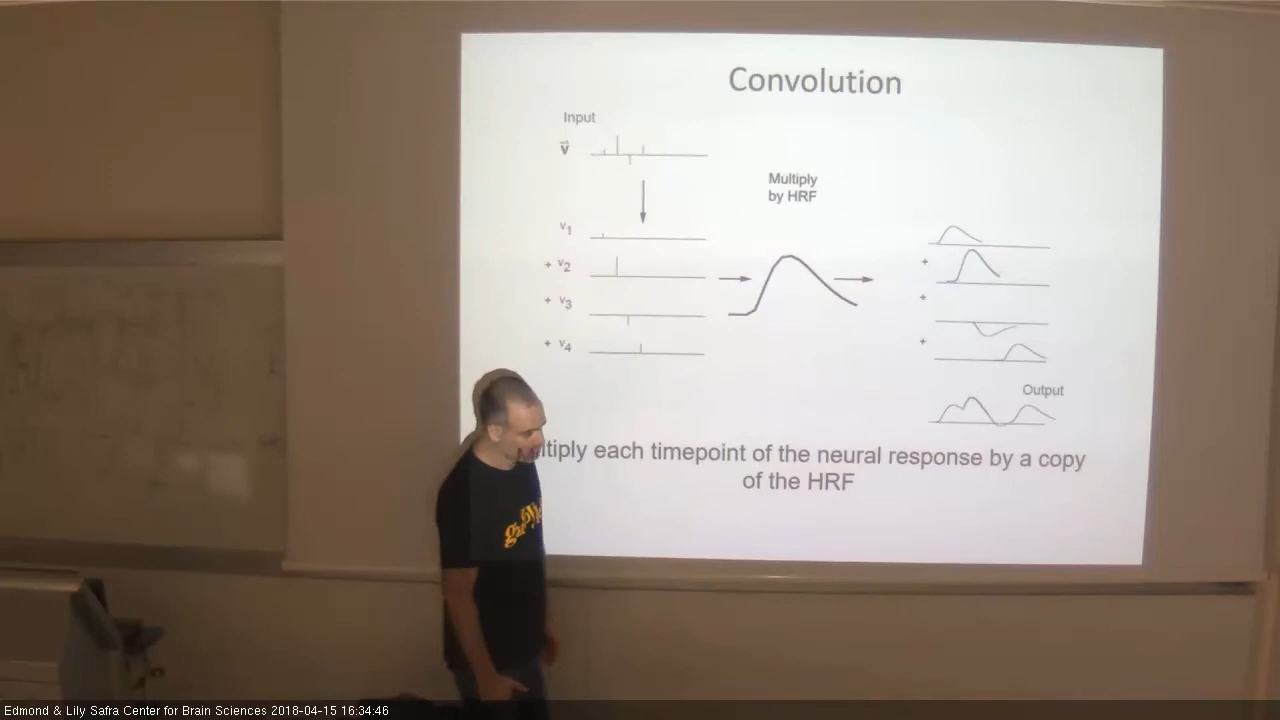 Convolution
Input
v
Multiply
by HRF
v1
+ v2
+ v3
+ v4
+
+
+
Output
tiply each timepoint of the neural response by a copy
of the HRF
Edmond & Lily Safra Center for Brain Sciences 2018-04-15 16:34:46